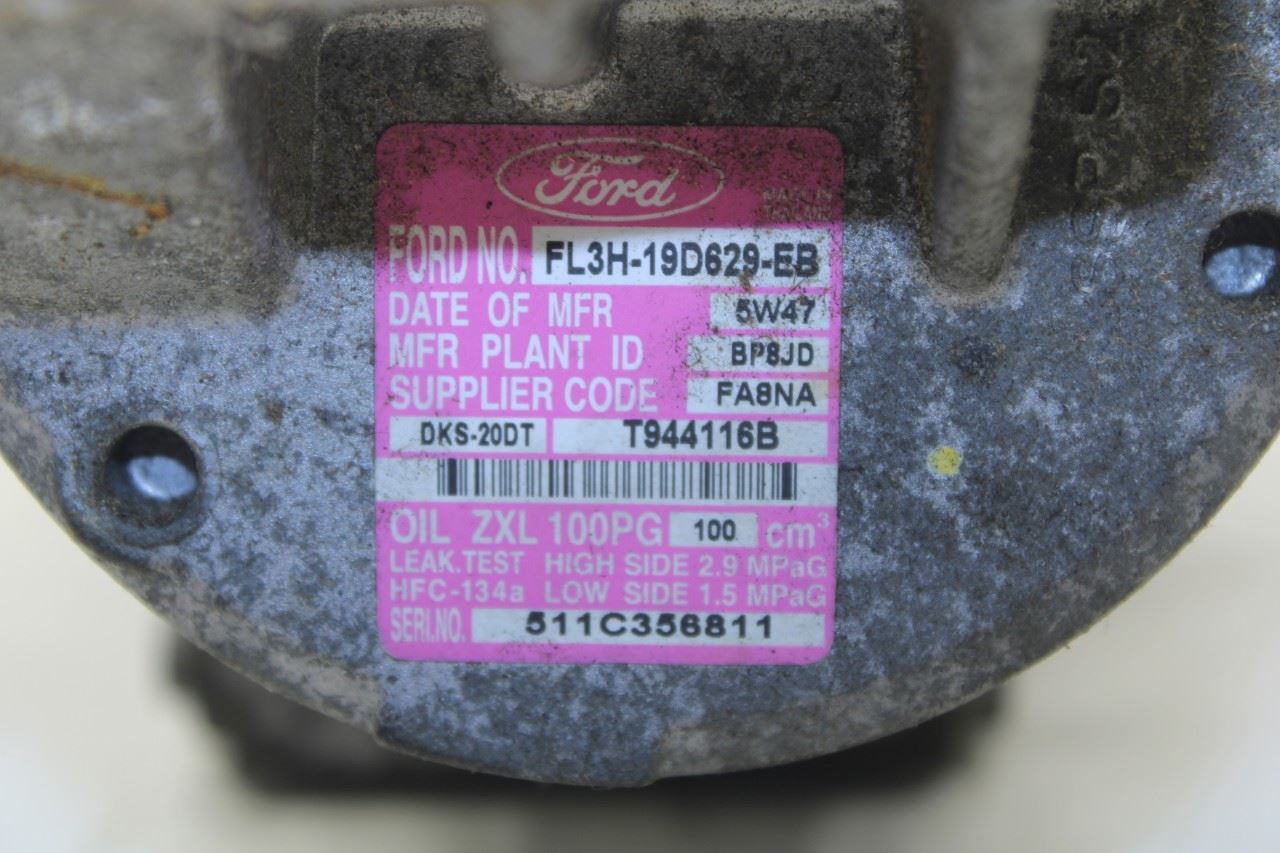 Ford
MADE IN
FORD NO. FL3H-19D629-EB
DATE OF MFR 5W47
MFR PLANT ID BP8JD
SUPPLIER CODE FA8NA
DKS-20DT T944116B
OIL ZXL 100PG 100 cm³
LEAK.TEST HIGH SIDE 2.9 MPaG
HFC-134a LOW SIDE 1.5 MPaG
SERI.NO. 511C356811